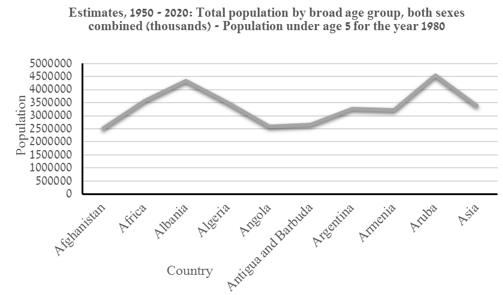 Estimates, 1950 - 2020: Total population by broad age group, both sexes
combined (thousands) - Population under age 5 for the year 1980
5000000
4500000
4000000
3500000
3000000
2500000
2000000
1500000
1000000
500000
0
Population
Afghanistan
Africa
Albania
Algeria
Angola
Antigua and Barbuda
Argentina
Armenia
Aruba
Asia
Country